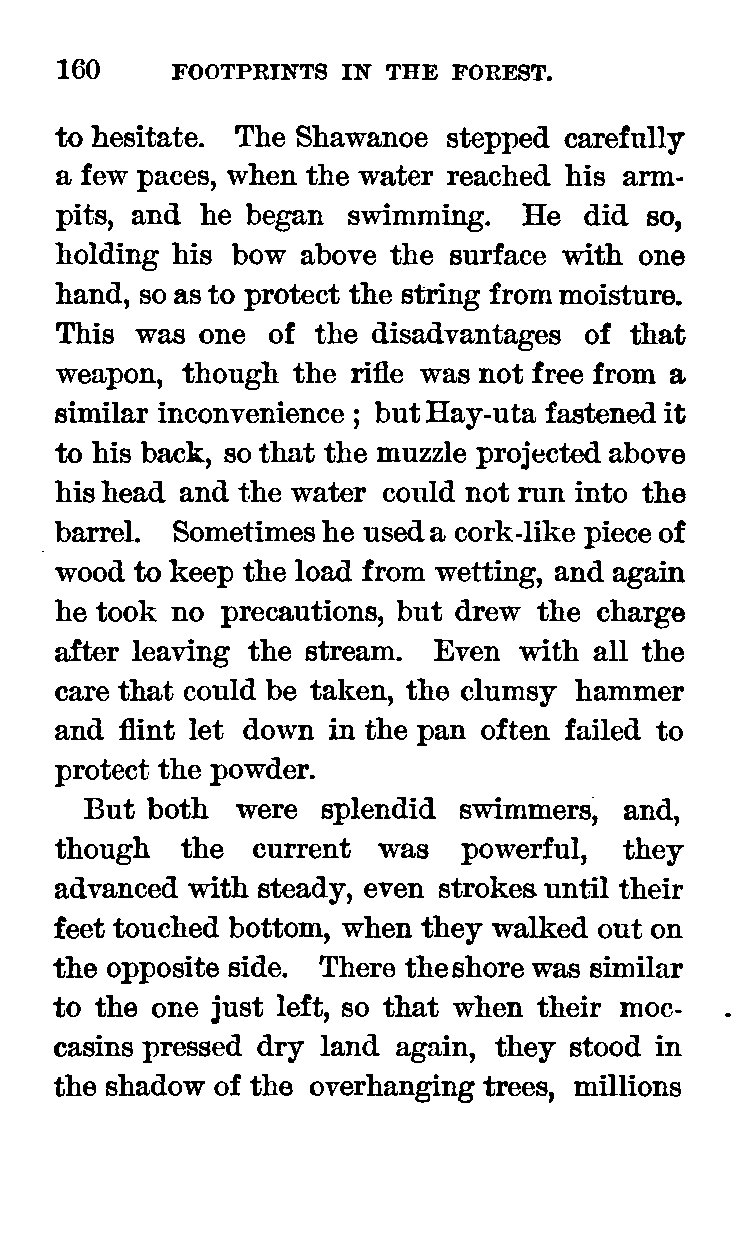 160 FOOTPRINTS IN THE FOREST.
to hesitate. The Shawanoe stepped carefully
a few paces, when the water reached his arm-
pits, and he began swimming. He did so,
holding his bow above the surface with one
hand, so as to protect the string from moisture.
This was one of the disadvantages of that
weapon, though the rifle was not free from a
similar inconvenience ; but Hay-uta fastened it
to his back, so that the muzzle projected above
his head and the water could not run into the
barrel. Sometimes he used a cork-like piece of
wood to keep the load from wetting, and again
he took no precautions, but drew the charge
after leaving the stream. Even with all the
care that could be taken, the clumsy hammer
and flint let down in the pan often failed to
protect the powder.
But both were splendid swimmers, and,
though the current was powerful, they
advanced with steady, even strokes until their
feet touched bottom, when they walked out on
the opposite side. There the shore was similar
to the one just left, so that when their moc-
casins pressed dry land again, they stood in
the shadow of the overhanging trees, millions